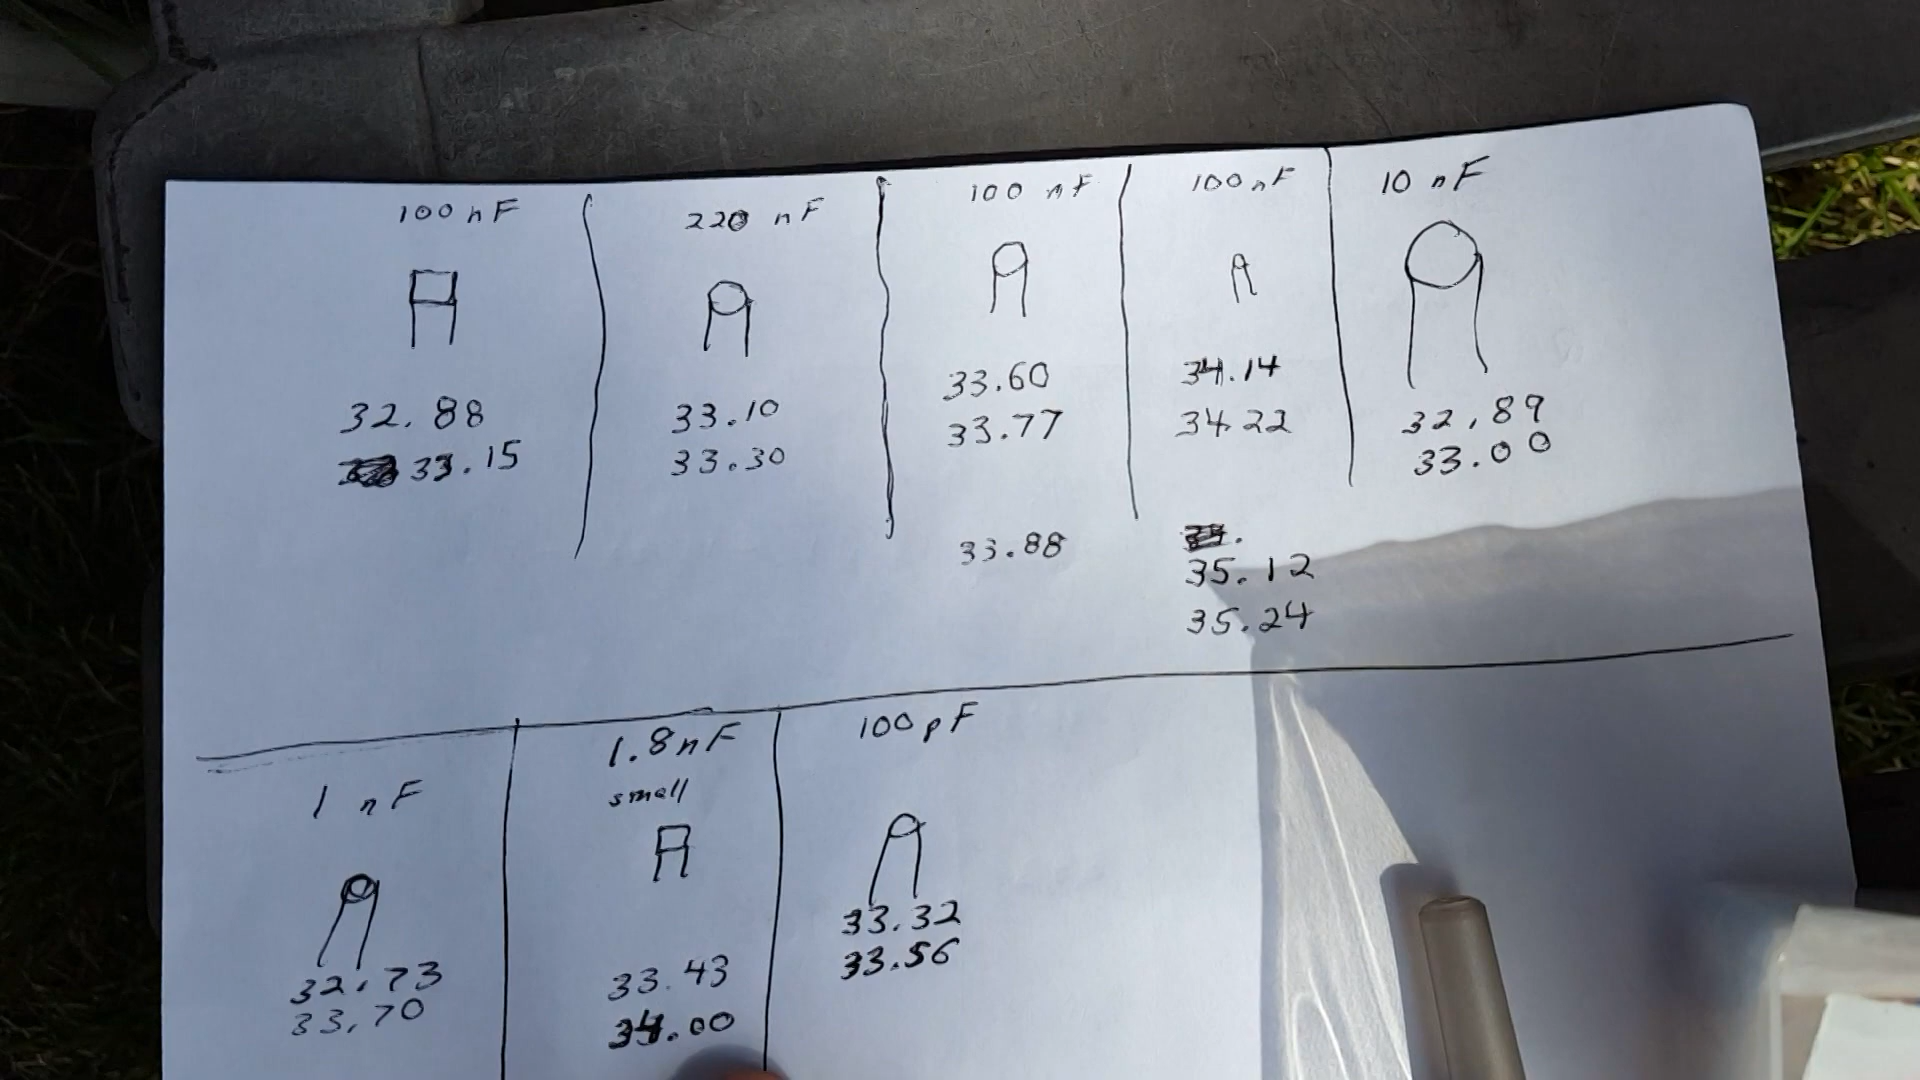 100 nF
32.88
33.15
220 nF
33.10
33.30
100 nF
33.60
33.77
33.88
100 nF
34.14
34.22
35.12
35.24
10 nF
32.89
33.00
1 nF
32.73
33.70
1.8nF
small
33.43
34.00
100 pF
33.32
33.56